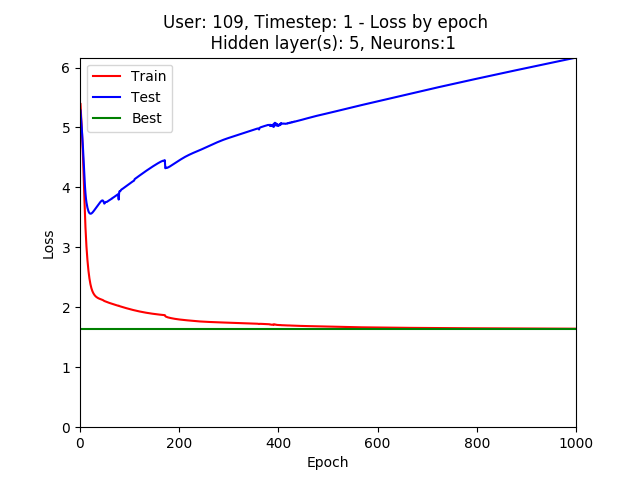 User: 109, Timestep: 1 - Loss by epoch
Hidden layer(s): 5, Neurons:1
Train
Test
Best
6
5
4
3
2
1
0
Loss
0 200 400 600 800 1000
Epoch